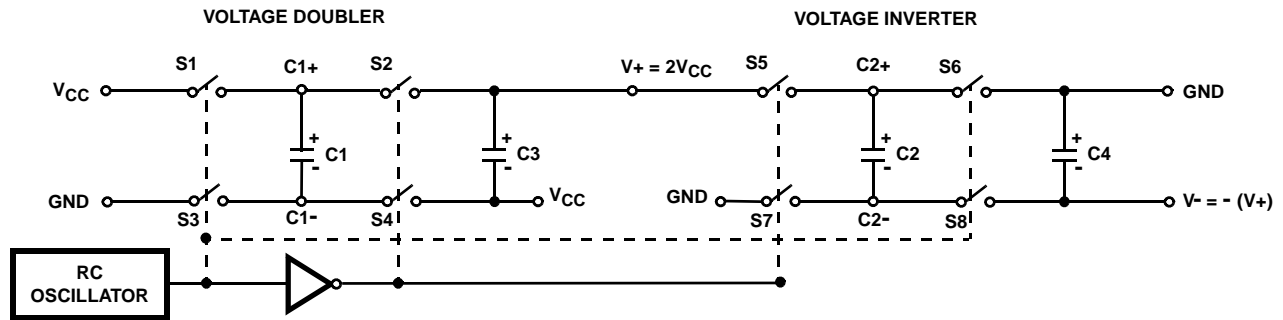 VOLTAGE DOUBLER
VOLTAGE INVERTER
S1
C1+
S2
V+ = 2VCC
S5
C2+
S6
VCC
GND
+
C1
-
+
C3
-
+
C2
-
+
C4
-
GND
S3
C1-
S4
VCC
GND
S7
C2-
S8
V- = - (V+)
RC
OSCILLATOR